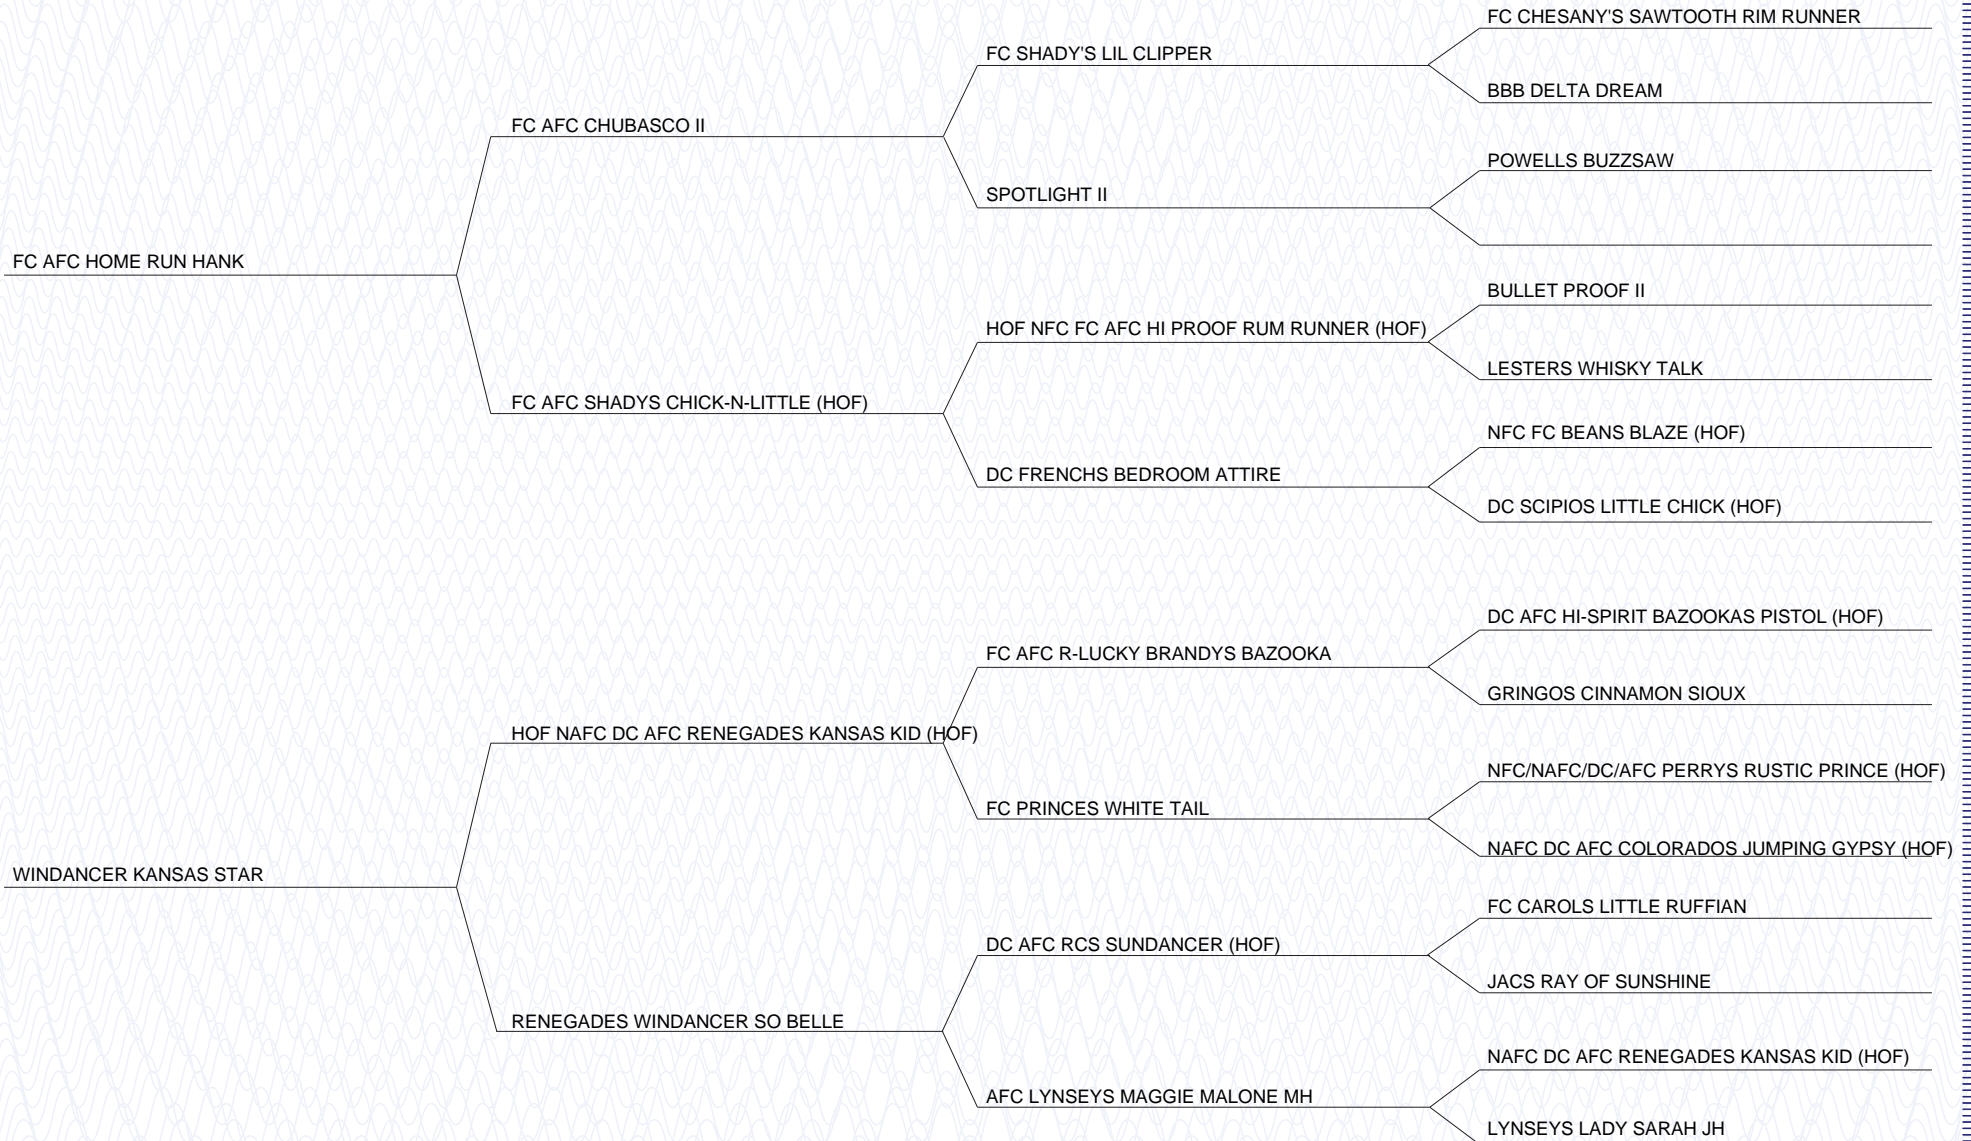 FC CHESANY'S SAWTOOTH RIM RUNNER
FC SHADY'S LIL CLIPPER
BBB DELTA DREAM
FC AFC CHUBASCO II
POWELLS BUZZSAW
SPOTLIGHT II
FC AFC HOME RUN HANK
BULLET PROOF II
HOF NFC FC AFC HI PROOF RUM RUNNER (HOF)
LESTERS WHISKY TALK
FC AFC SHADYS CHICK-N-LITTLE (HOF)
NFC FC BEANS BLAZE (HOF)
DC FRENCHS BEDROOM ATTIRE
DC SCIPIOS LITTLE CHICK (HOF)
DC AFC HI-SPIRIT BAZOOKAS PISTOL (HOF)
FC AFC R-LUCKY BRANDYS BAZOOKA
GRINGOS CINNAMON SIOUX
HOF NAFC DC AFC RENEGADES KANSAS KID (HOF)
NFC/NAFC/DC/AFC PERRYS RUSTIC PRINCE (HOF)
FC PRINCES WHITE TAIL
NAFC DC AFC COLORADOS JUMPING GYPSY (HOF)
WINDANCER KANSAS STAR
FC CAROLS LITTLE RUFFIAN
DC AFC RCS SUNDANCER (HOF)
JACS RAY OF SUNSHINE
RENEGADES WINDANCER SO BELLE
NAFC DC AFC RENEGADES KANSAS KID (HOF)
AFC LYNSEYS MAGGIE MALONE MH
LYNSEYS LADY SARAH JH